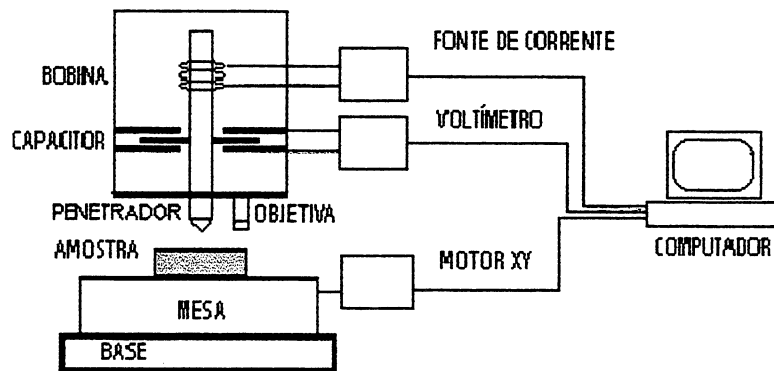 FONTE DE CORRENTE
BOBINA
VOLTÍMETRO
CAPACITOR
PENETRADOR
OBJETIVA
AMOSTRA
MOTOR XY
COMPUTADOR
MESA
BASE